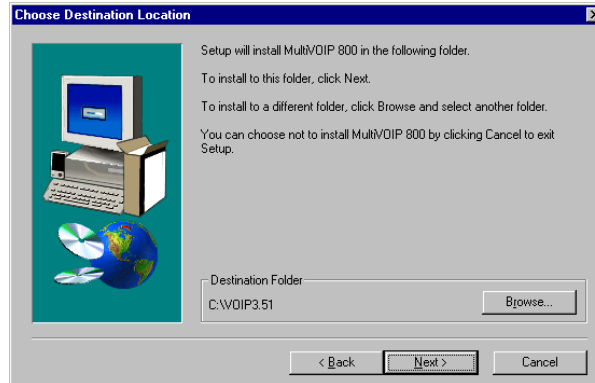 Choose Destination Location
Setup will install MultiVOIP 800 in the following folder.
To install to this folder, click Next.
To install to a different folder, click Browse and select another folder.
You can choose not to install MultiVOIP 800 by clicking Cancel to exit
Setup.
Destination Folder
C:\VOIP3.51
Browse...
< Back
Next >
Cancel